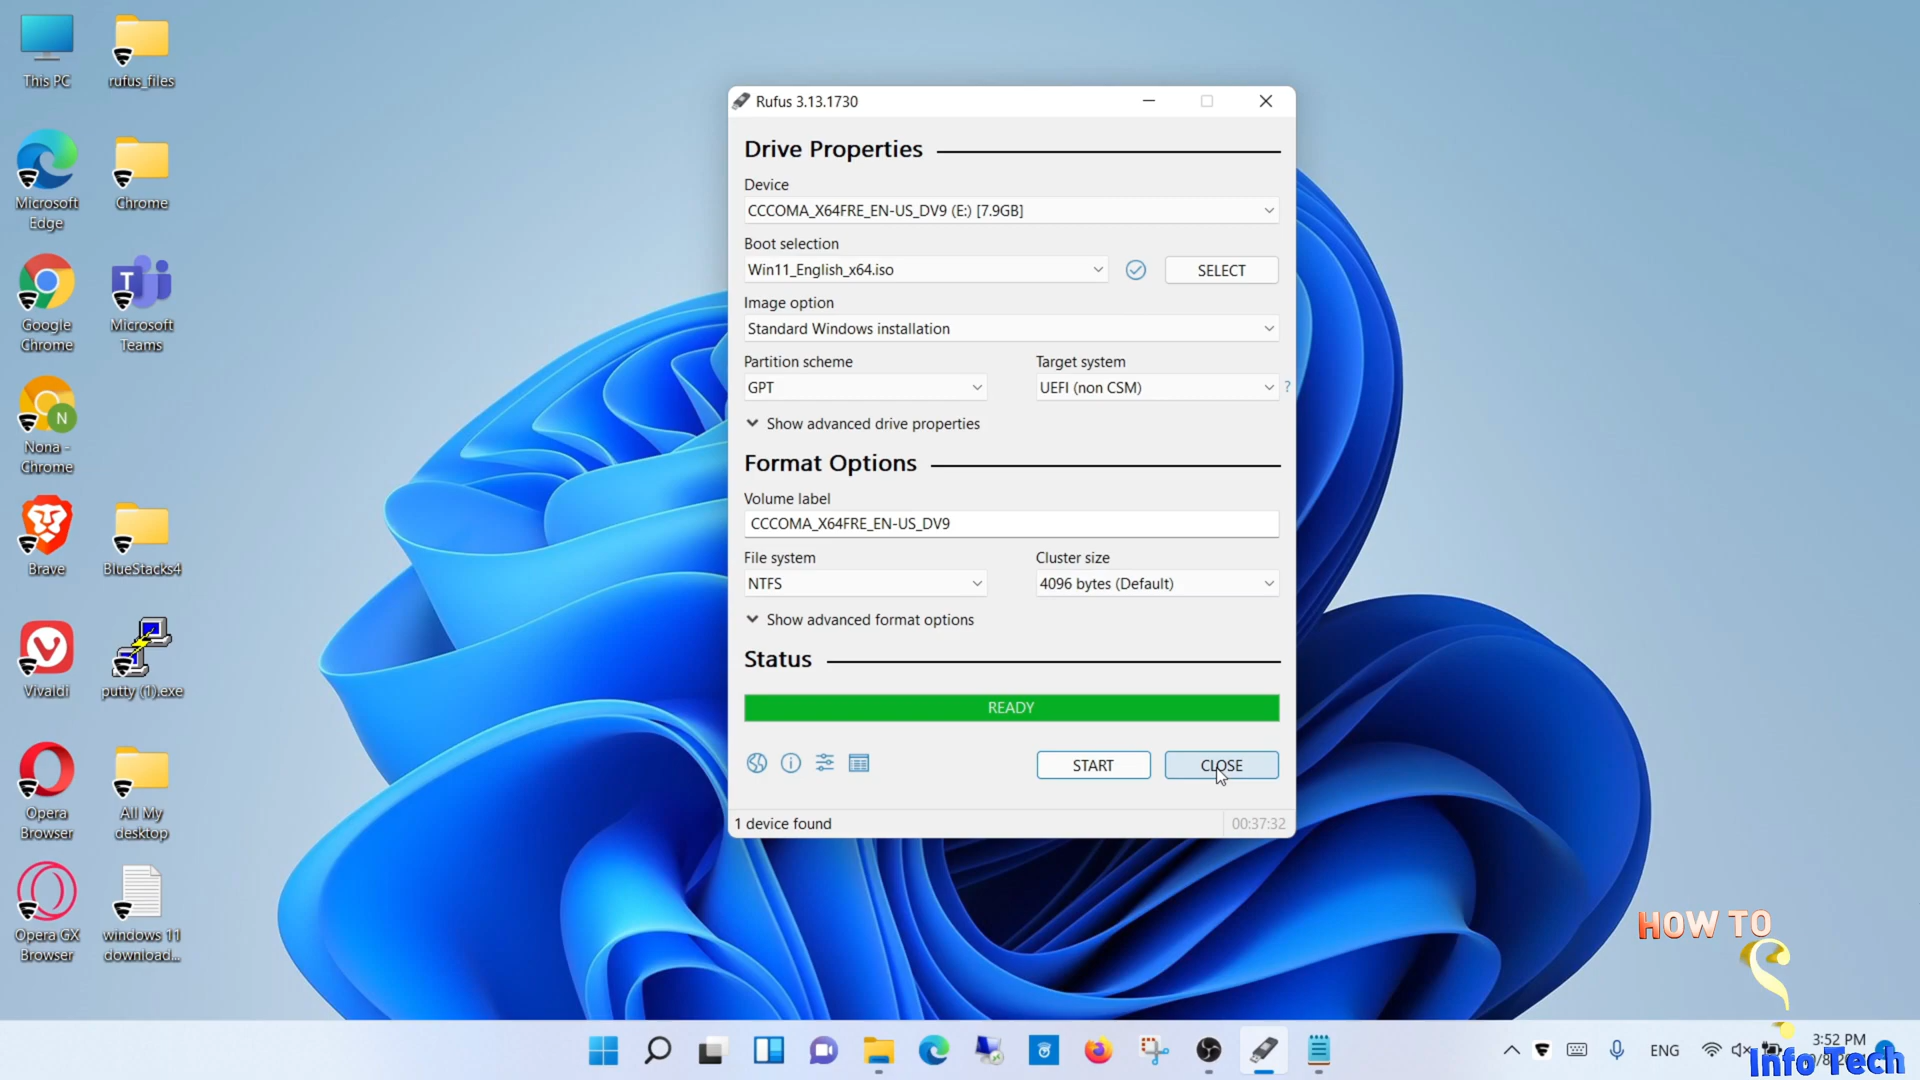 This PC
rufus_files
Microsoft
Edge
Chrome
Google
Chrome
T
Microsoft
Teams
N
Nona -
Chrome
Brave
BlueStacks4
Vivaldi
putty (1).exe
Opera
Browser
All My
desktop
Opera GX
Browser
windows 11
download...
Rufus 3.13.1730
Drive Properties
Device
CCCOMA_X64FRE_EN-US_DV9 (E:) [7.9GB]
Boot selection
Win11_English_x64.iso
SELECT
Image option
Standard Windows installation
Partition scheme
Target system
GPT
UEFI (non CSM)
?
Show advanced drive properties
Format Options
Volume label
CCCOMA_X64FRE_EN-US_DV9
File system
Cluster size
NTFS
4096 bytes (Default)
Show advanced format options
Status
READY
START
CLOSE
1 device found
00:37:32
HOW TO
?
Info Tech
ENG
3:52 PM